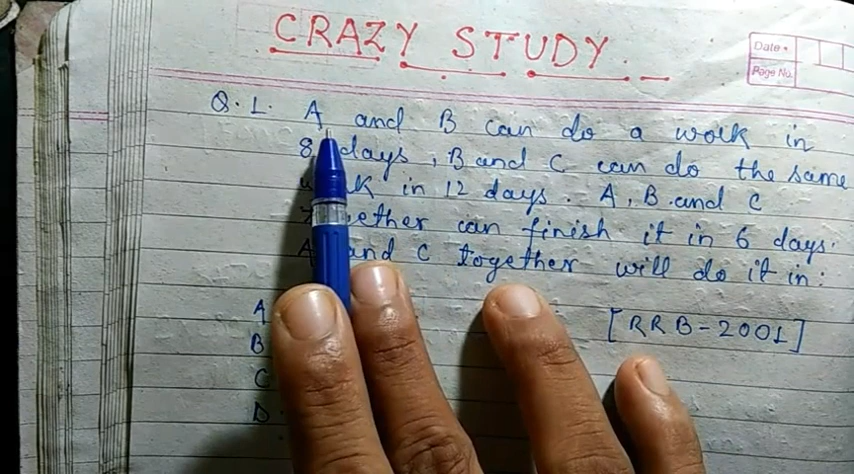 CRAZY STUDY
Date
Page No.
Q.1. A and B can do a work in
8 days, B and C can do the same
in 12 days. A, B and C
can finish it in 6 days.
and C together will do it in:
[RRB-2001]
A
B
C
D